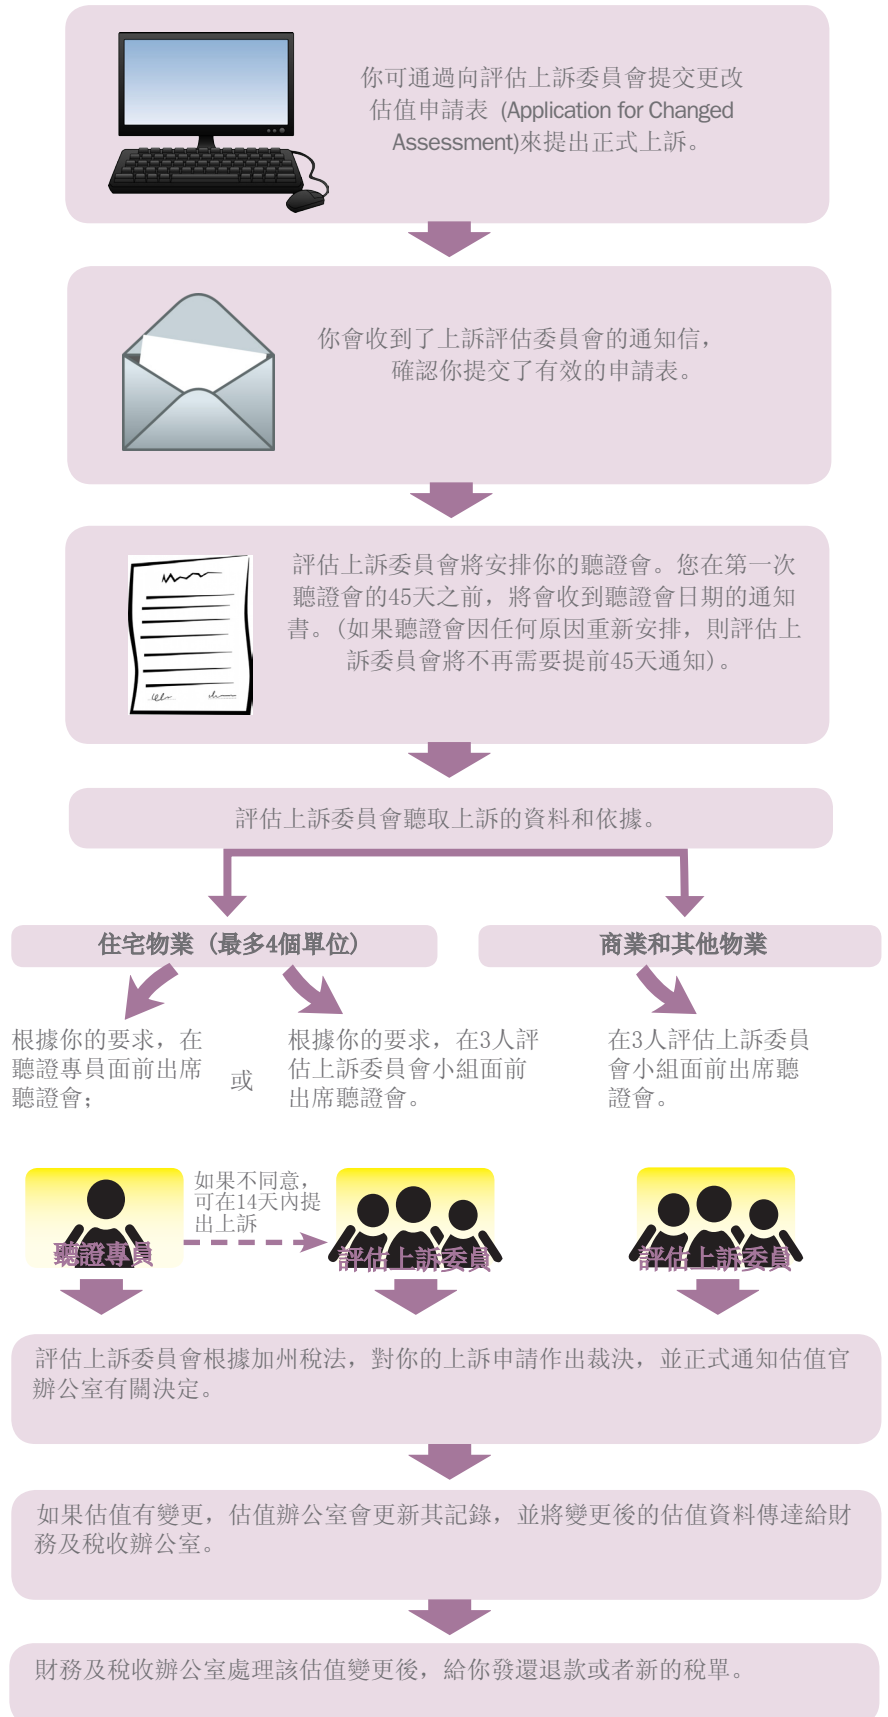 你可通過向評估上訴委員會提交更改
估值申請表 (Application for Changed
Assessment)來提出正式上訴。
你會收到了上訴評估委員會的通知信,
確認你提交了有效的申請表。
評估上訴委員會將安排你的聽證會。您在第一次
聽證會的45天之前,將會收到聽證會日期的通知
書。(如果聽證會因任何原因重新安排,則評估上
訴委員會將不再需要提前45天通知)。
評估上訴委員會聽取上訴的資料和依據。
住宅物業 (最多4個單位)
商業和其他物業
根據你的要求,在
聽證專員面前出席
聽證會;
或
根據你的要求,在3人評
估上訴委員會小組面前
出席聽證會。
在3人評估上訴委員
會小組面前出席聽
證會。
如果不同意,
可在14天內提
出上訴
聽證專員
評估上訴委員
評估上訴委員
評估上訴委員會根據加州稅法,對你的上訴申請作出裁決,並正式通知估值官
辦公室有關決定。
如果估值有變更,估值辦公室會更新其記錄,並將變更後的估值資料傳達給財
務及稅收辦公室。
財務及稅收辦公室處理該估值變更後,給你發還退款或者新的稅單。